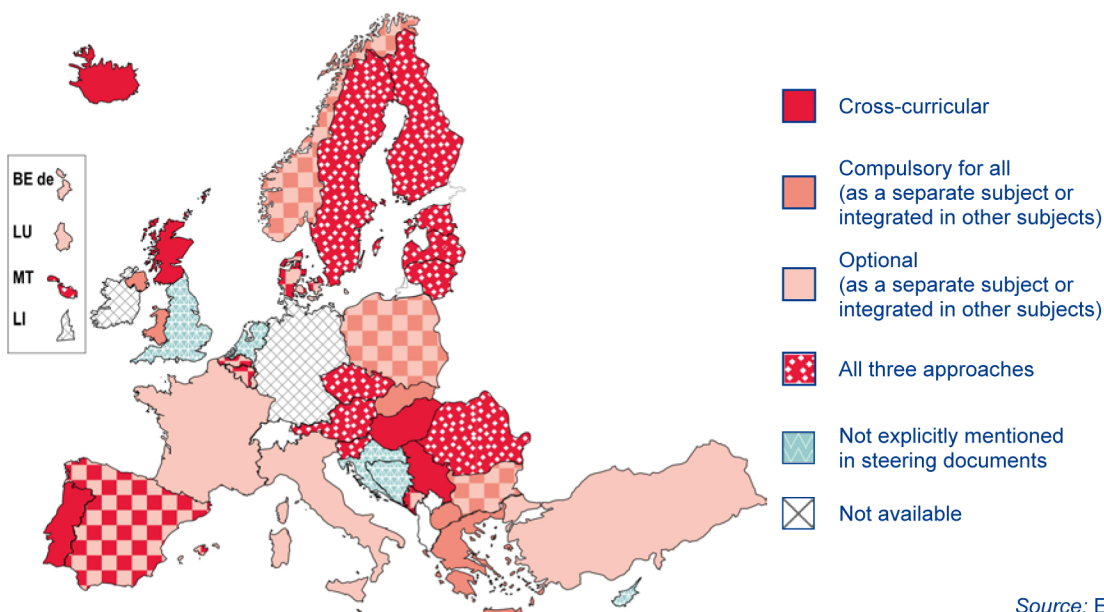 BE de
LU
MT
LI
Cross-curricular
Compulsory for all
(as a separate subject or
integrated in other subjects)
Optional
(as a separate subject or
integrated in other subjects)
All three approaches
Not explicitly mentioned
in steering documents
Not available
Source: E